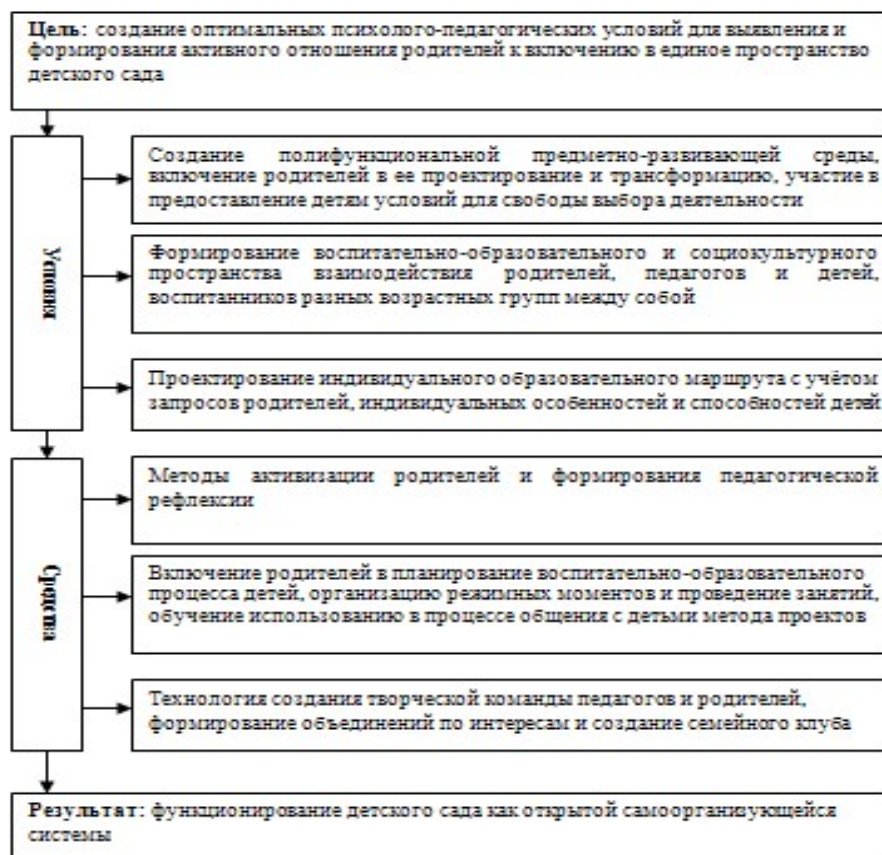 Цель: создание оптимальных психолого-педагогических условий для выявления и
формирования активного отношения родителей к включению в единое пространство
детского сада
Условия
Создание полифункциональной предметно-развивающей среды,
включение родителей в ее проектирование и трансформацию, участие в
предоставление детям условий для свободы выбора деятельности
Формирование воспитательно-образовательного и социокультурного
пространства взаимодействия родителей, педагогов и детей,
воспитанников разных возрастных групп между собой
Проектирование индивидуального образовательного маршрута с учётом
запросов родителей, индивидуальных особенностей и способностей детей
Средства
Методы активизации родителей и формирования педагогической
рефлексии
Включение родителей в планирование воспитательно-образовательного
процесса детей, организацию режимных моментов и проведение занятий,
обучение использованию в процессе общения с детьми метода проектов
Технология создания творческой команды педагогов и родителей,
формирование объединений по интересам и создание семейного клуба
Результат: функционирование детского сада как открытой самоорганизующейся
системы